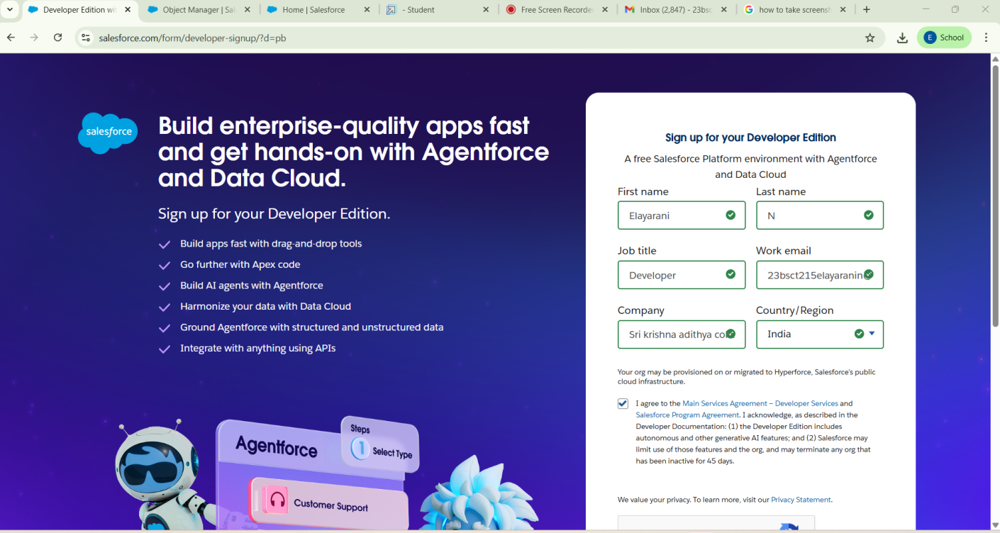 Developer Edition wit
Object Manager | Sal
Home | Salesforce
- Student
Free Screen Recorder
Inbox (2,847) - 23bsc
how to take screensh
salesforce.com/form/developer-signup/?d=pb
E
School
salesforce
Build enterprise-quality apps fast
and get hands-on with Agentforce
and Data Cloud.
Sign up for your Developer Edition.
Build apps fast with drag-and-drop tools
Go further with Apex code
Build AI agents with Agentforce
Harmonize your data with Data Cloud
Ground Agentforce with structured and unstructured data
Integrate with anything using APIs
Agentforce
Steps
1 Select Type
Customer Support
Sign up for your Developer Edition
A free Salesforce Platform environment with Agentforce
and Data Cloud
First name Last name
Elayarani N
Job title Work email
Developer 23bsct215elayaranin@
Company Country/Region
Sri krishna adithya co India
Your org may be provisioned on or migrated to Hyperforce, Salesforce's public
cloud infrastructure.
I agree to the Main Services Agreement – Developer Services and
Salesforce Program Agreement. I acknowledge, as described in the
Developer Documentation: (1) the Developer Edition includes
autonomous and other generative AI features; and (2) Salesforce may
limit use of those features and the org, and may terminate any org that
has been inactive for 45 days.
We value your privacy. To learn more, visit our Privacy Statement.